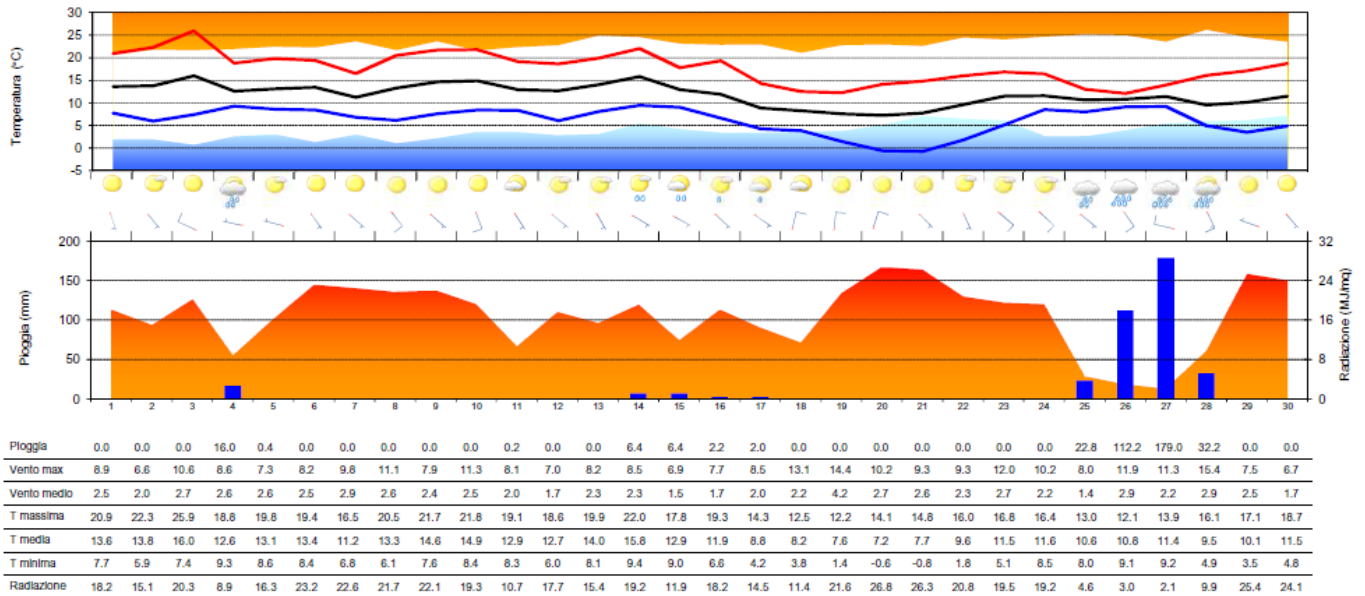 30
25
20
15
10
5
0
-5
Temperatura (°C)
200
150
100
50
0
Pioggia (mm)
32
24
16
8
0
Radiazione (MJ/mq)
1 2 3 4 5 6 7 8 9 10 11 12 13 14 15 16 17 18 19 20 21 22 23 24 25 26 27 28 29 30
Pioggia 0.0 0.0 0.0 16.0 0.4 0.0 0.0 0.0 0.0 0.0 0.2 0.0 0.0 6.4 6.4 2.2 2.0 0.0 0.0 0.0 0.0 0.0 0.0 0.0 22.8 112.2 179.0 32.2 0.0 0.0
Vento max 8.9 6.6 10.6 8.6 7.3 8.2 9.8 11.1 7.9 11.3 8.1 7.0 8.2 8.5 6.9 7.7 8.5 13.1 14.4 10.2 9.3 9.3 12.0 10.2 8.0 11.9 11.3 15.4 7.5 6.7
Vento medio 2.5 2.0 2.7 2.6 2.6 2.5 2.9 2.6 2.4 2.5 2.0 1.7 2.3 2.3 1.5 1.7 2.0 2.2 4.2 2.7 2.6 2.3 2.7 2.2 1.4 2.9 2.2 2.9 2.5 1.7
T massima 20.9 22.3 25.9 18.8 19.8 19.4 16.5 20.5 21.7 21.8 19.1 18.6 19.9 22.0 17.8 19.3 14.3 12.5 12.2 14.1 14.8 16.0 16.8 16.4 13.0 12.1 13.9 16.1 17.1 18.7
T media 13.6 13.8 16.0 12.6 13.1 13.4 11.2 13.3 14.6 14.9 12.9 12.7 14.0 15.8 12.9 11.9 8.8 8.2 7.6 7.2 7.7 9.6 11.5 11.6 10.6 10.8 11.4 9.5 10.1 11.5
T minima 7.7 5.9 7.4 9.3 8.6 8.4 6.8 6.1 7.6 8.4 8.3 6.0 8.1 9.4 9.0 6.6 4.2 3.8 1.4 -0.6 -0.8 1.8 5.1 8.5 8.0 9.1 9.2 4.9 3.5 4.8
Radiazione 18.2 15.1 20.3 8.9 16.3 23.2 22.6 21.7 22.1 19.3 10.7 17.7 15.4 19.2 11.9 18.2 14.5 11.4 21.6 26.8 26.3 20.8 19.5 19.2 4.6 3.0 2.1 9.9 25.4 24.1